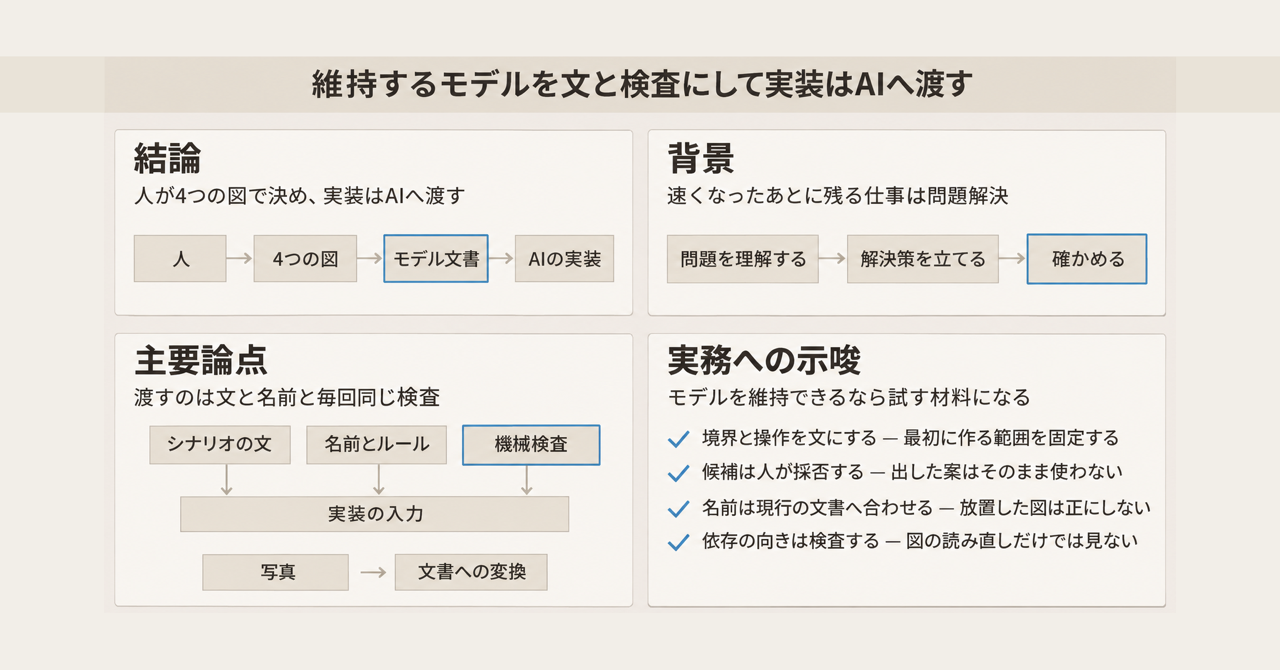 維持するモデルを文と検査にして実装はAIへ渡す
結論
人が4つの図で決め、実装はAIへ渡す
人
4つの図
モデル文書
AIの実装
背景
速くなったあとに残る仕事は問題解決
問題を理解する
解決策を立てる
確かめる
主要論点
渡すのは文と名前と毎回同じ検査
シナリオの文
名前とルール
機械検査
実装の入力
写真
文書への変換
実務への示唆
モデルを維持できるなら試す材料になる
境界と操作を文にする — 最初に作る範囲を固定する
候補は人が採否する — 出した案はそのまま使わない
名前は現行の文書へ合わせる — 放置した図は正にしない
依存の向きは検査する — 図の読み直しだけでは見ない